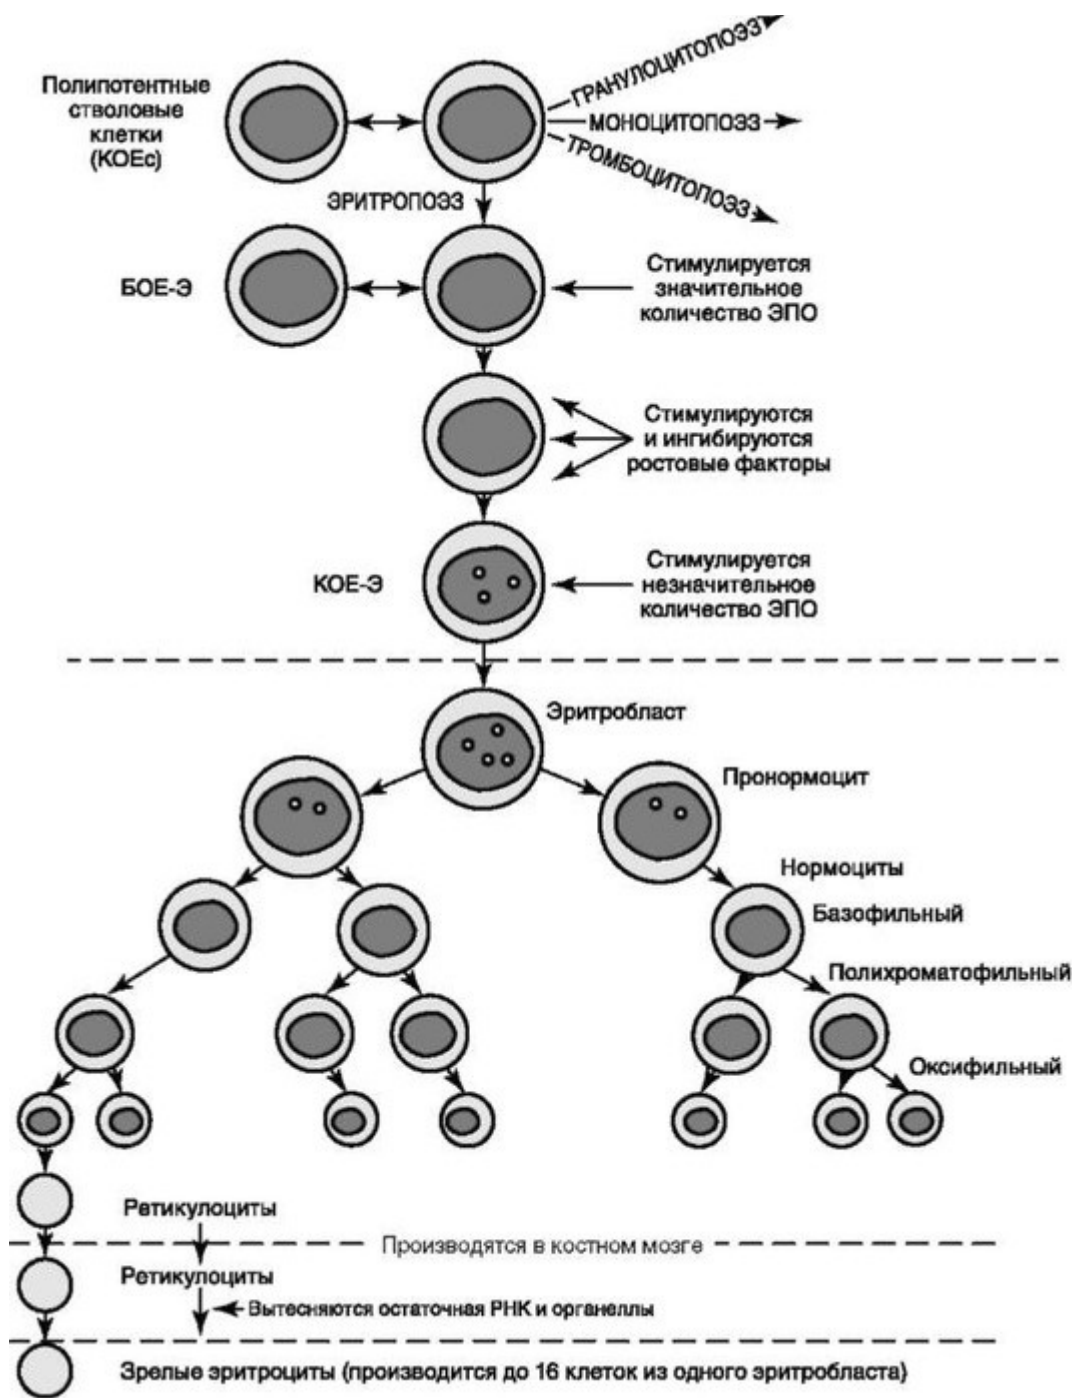 ГРАНУЛОЦИТОПОЭЗ
Полипотентные
стволовые
клетки
(КОЕс)
МОНОЦИТОПОЭЗ
ТРОМБОЦИТОПОЭЗ
ЭРИТРОПОЭЗ
БОЕ-Э
Стимулируется
значительное
количество ЭПО
Стимулируются
и ингибируются
ростовые факторы
КОЕ-Э
Стимулируется
незначительное
количество ЭПО
Эритробласт
Пронормоцит
Нормоциты
Базофильный
Полихроматофильный
Оксифильный
Ретикулоциты
Производятся в костном мозге
Ретикулоциты
Вытесняются остаточная РНК и органеллы
Зрелые эритроциты (производится до 16 клеток из одного эритробласта)